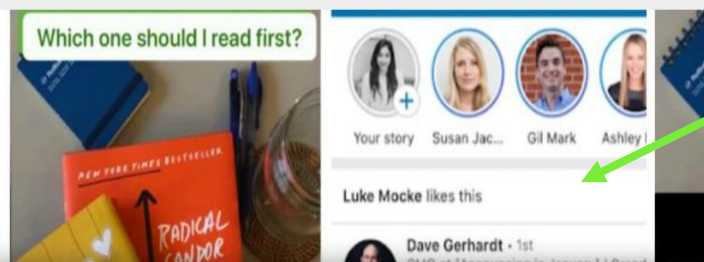 Which one should I read first?
NEW YORK TIMES BESTSELLER
RADICAL
CANDOR
Your story
Susan Jac...
Gil Mark
Ashley
Luke Mocke likes this
Dave Gerhardt • 1st